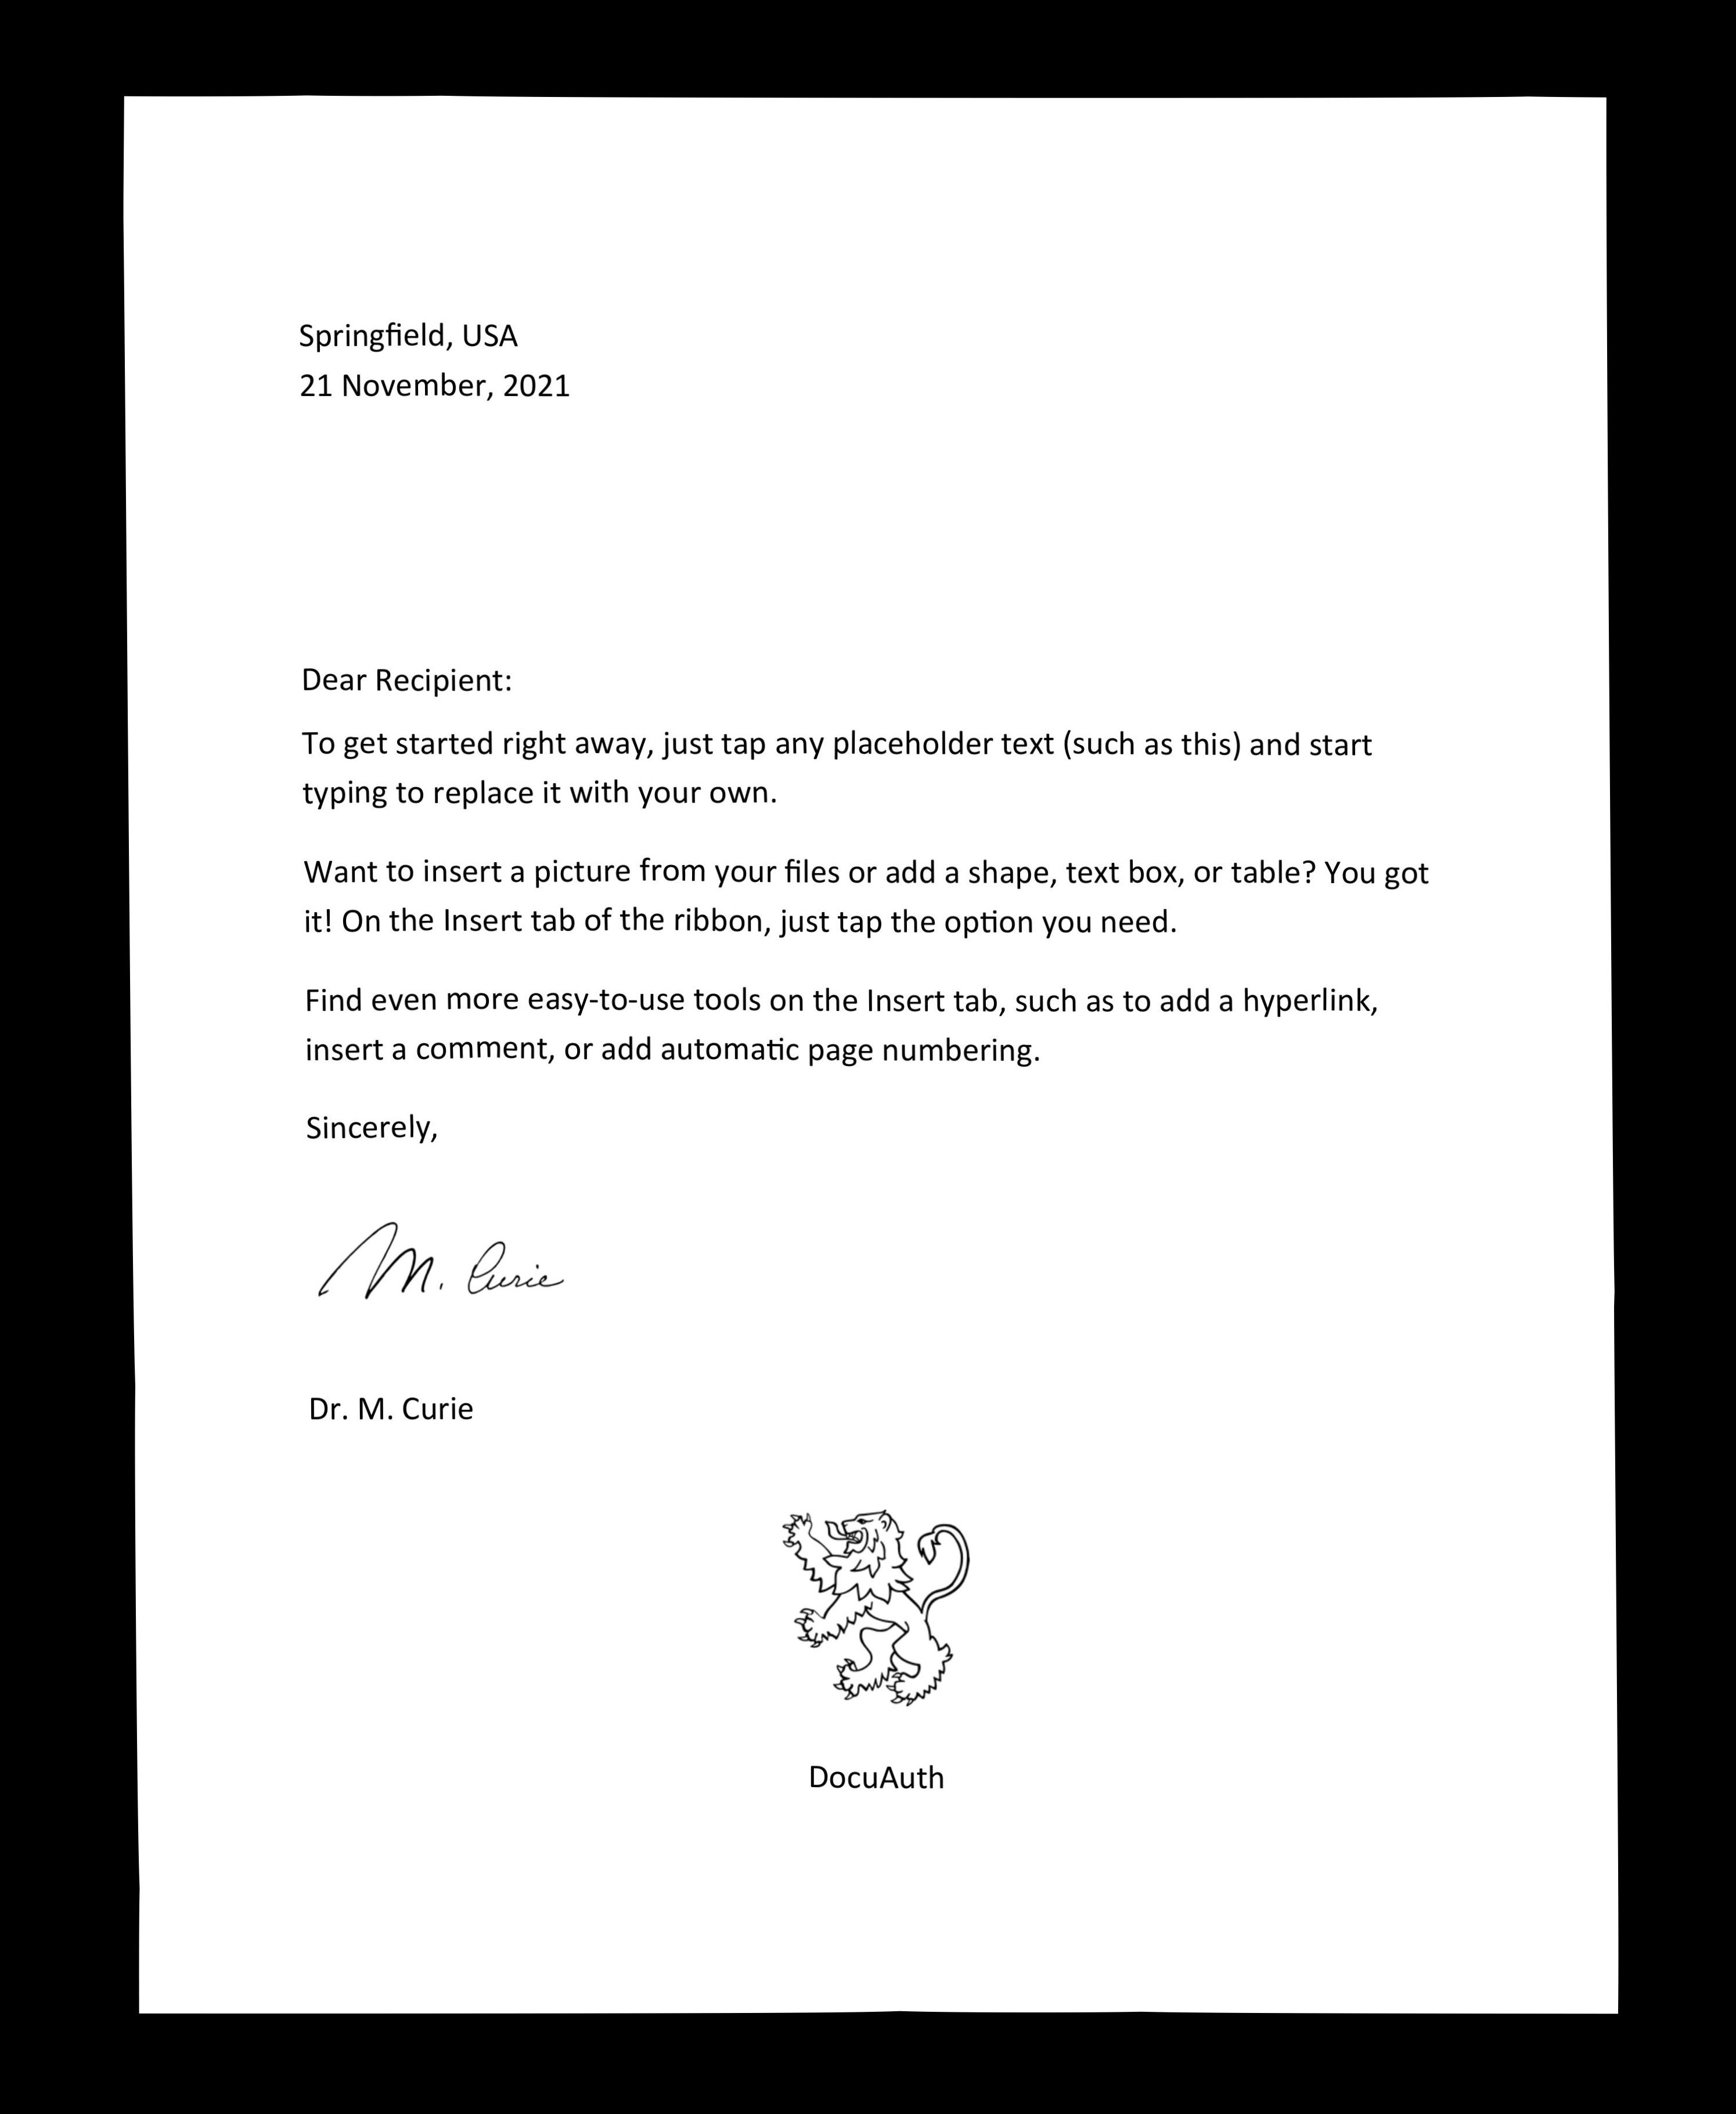 Springfield, USA
21 November, 2021
Dear Recipient:
To get started right away, just tap any placeholder text (such as this) and start
typing to replace it with your own.
Want to insert a picture from your files or add a shape, text box, or table? You got
it! On the Insert tab of the ribbon, just tap the option you need.
Find even more easy-to-use tools on the Insert tab, such as to add a hyperlink,
insert a comment, or add automatic page numbering.
Sincerely,
M. Curie
Dr. M. Curie
DocuAuth